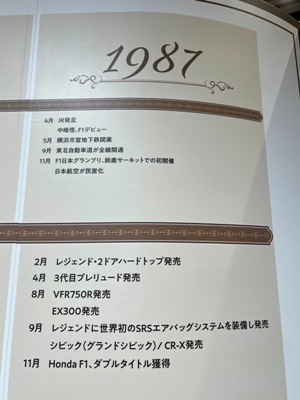 1987
4月 JR発足
中嶋悟、F1デビュー
5月 横浜市営地下鉄開業
9月 東北自動車道が全線開通
11月 F1日本グランプリ、鈴鹿サーキットでの初開催
日本航空が民営化
2月 レジェンド・2ドアハードトップ発売
4月 3代目プレリュード発売
8月 VFR750R発売
EX300発売
9月 レジェンドに世界初のSRSエアバッグシステムを装備し発売
シビック（グランドシビック）/ CR-X発売
11月 Honda F1、ダブルタイトル獲得